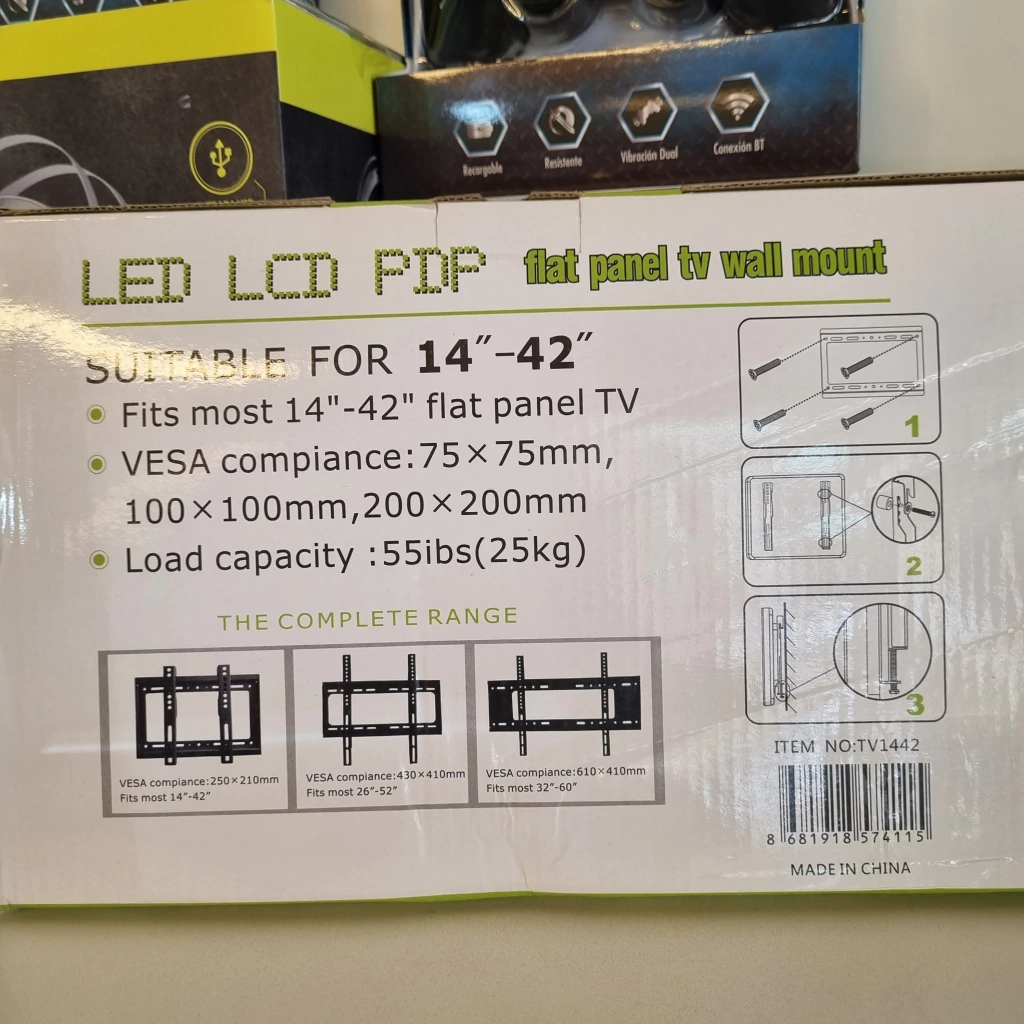 Recargable
Resistente
Vibración Dual
Conexión BT
LED LCD PDP flat panel tv wall mount
SUITABLE FOR 14”-42”
Fits most 14"-42" flat panel TV
VESA compiance:75×75mm,
100×100mm,200×200mm
Load capacity :55ibs(25kg)
THE COMPLETE RANGE
VESA compiance:250×210mm
Fits most 14”-42”
VESA compiance:430×410mm
Fits most 26”-52”
VESA compiance:610×410mm
Fits most 32”-60”
1
2
3
ITEM NO:TV1442
8 681918 574115
MADE IN CHINA